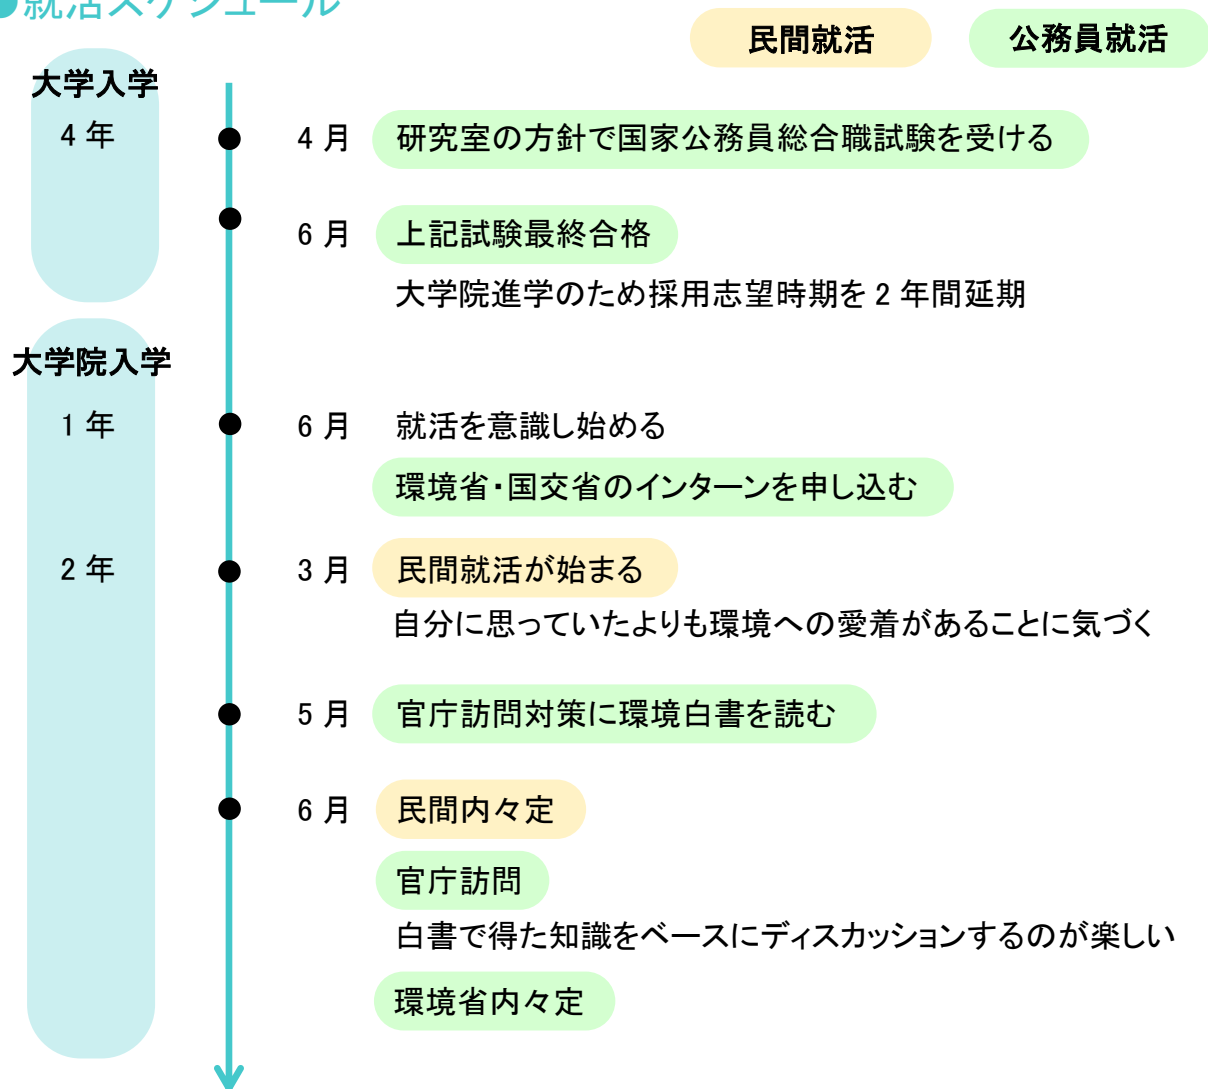 ●就活スケジュール
民間就活 公務員就活
大学入学
4年 4月 研究室の方針で国家公務員総合職試験を受ける
6月 上記試験最終合格
大学院進学のため採用志望時期を2年間延期
大学院入学
1年 6月 就活を意識し始める
環境省・国交省のインターンを申し込む
2年 3月 民間就活が始まる
自分に思っていたよりも環境への愛着があることに気づく
5月 官庁訪問対策に環境白書を読む
6月 民間内々定
官庁訪問
白書で得た知識をベースにディスカッションするのが楽しい
環境省内々定